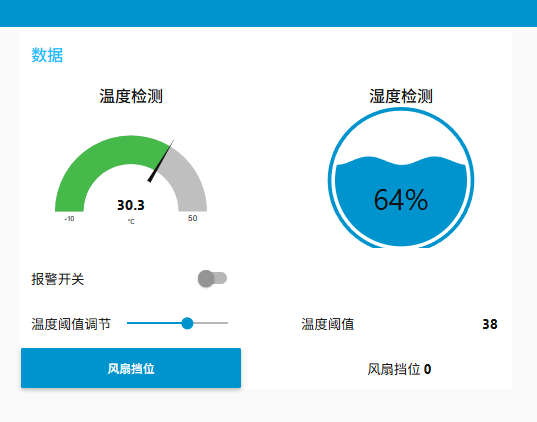 数据
温度检测
湿度检测
30.3
-10
℃
50
64%
报警开关
温度阈值调节
温度阈值 38
风扇挡位
风扇挡位 0